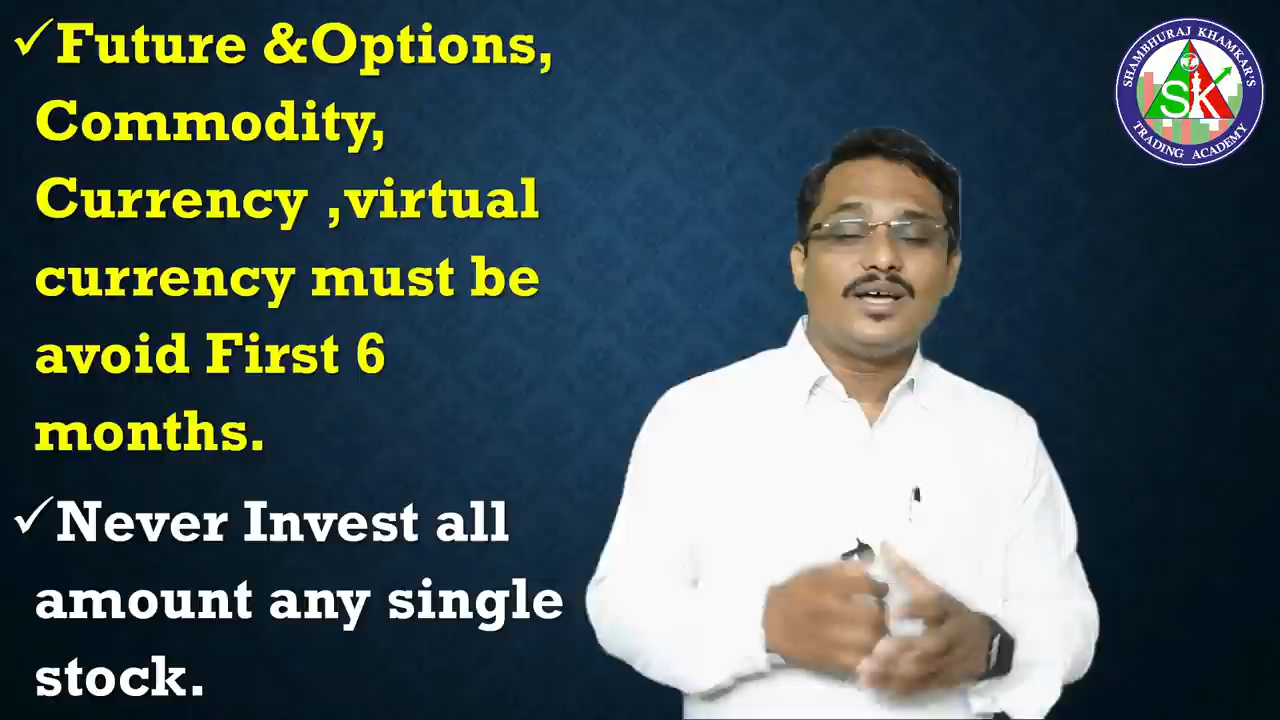 ✓Future &Options,
Commodity,
Currency ,virtual
currency must be
avoid First 6
months.
✓Never Invest all
amount any single
stock.
SHAMBHURAJ KHAMKAR'S
SK
TRADING ACADEMY